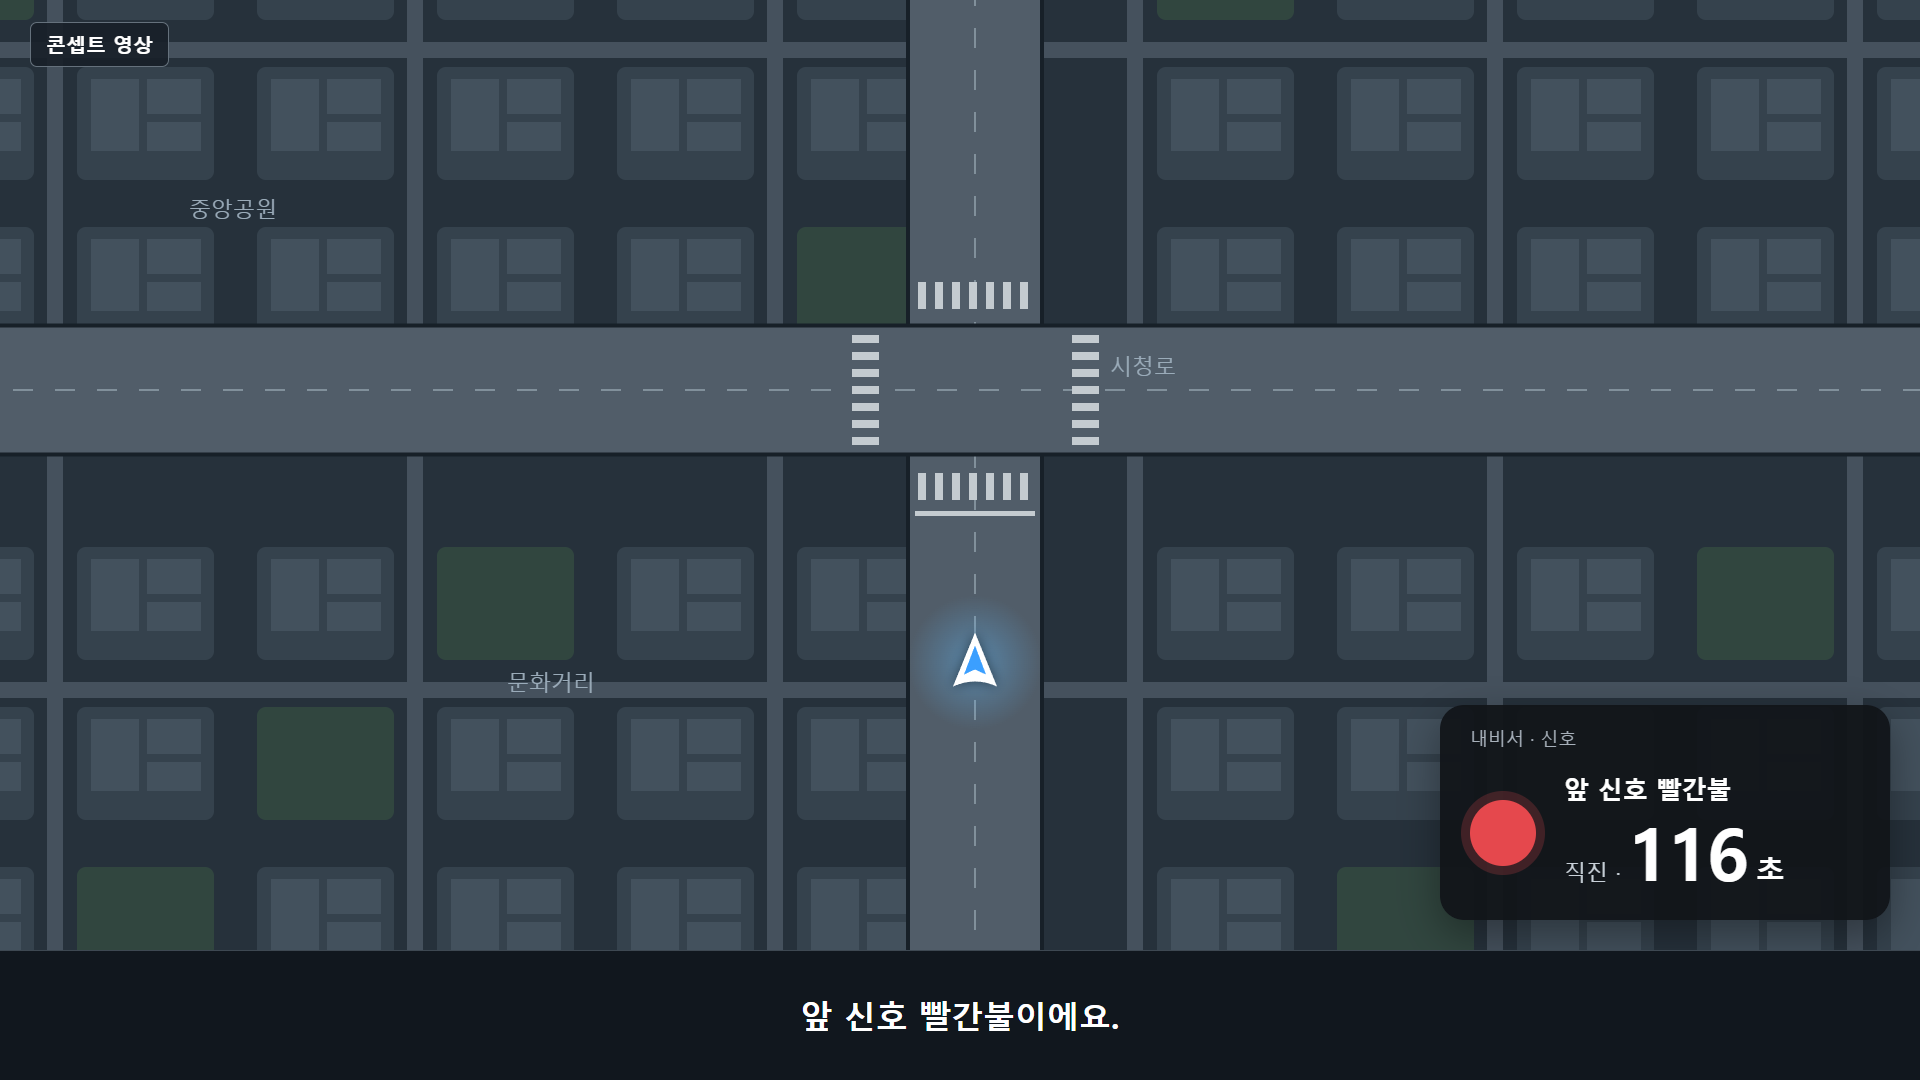 콘셉트 영상
중앙공원
시청로
문화거리
내비서 · 신호
앞 신호 빨간불
직진 · 116 초
앞 신호 빨간불이에요.